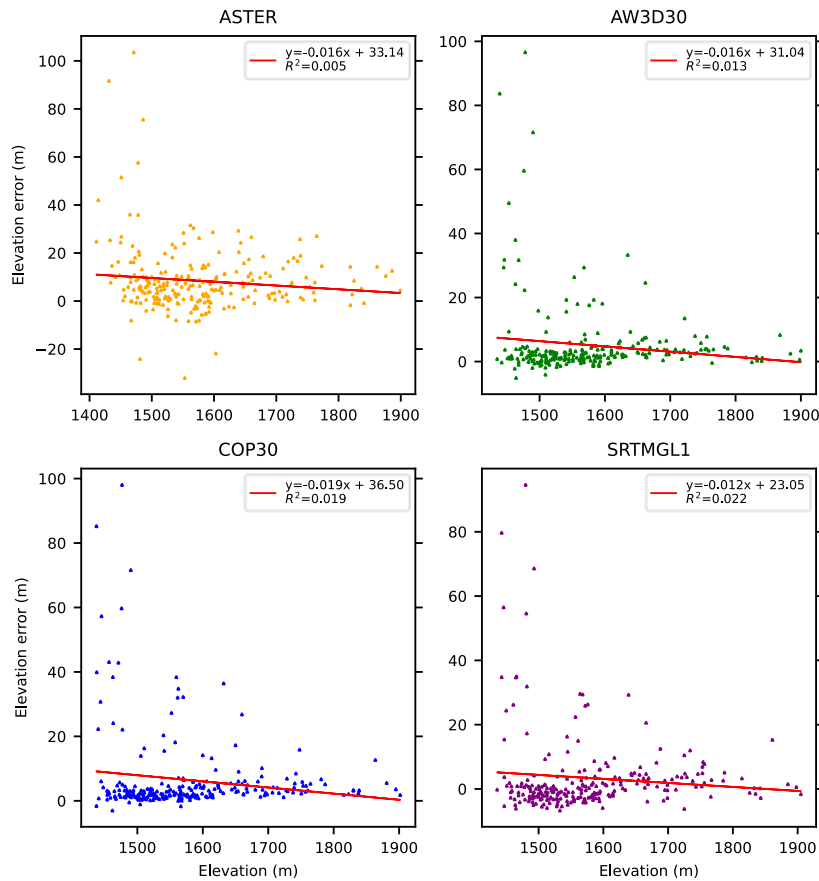 ASTER
y=-0.016x + 33.14
R²=0.005
Elevation error (m)
100
80
60
40
20
0
−20
1400
1500
1600
1700
1800
1900
AW3D30
y=-0.016x + 31.04
R²=0.013
100
80
60
40
20
0
1500
1600
1700
1800
1900
COP30
y=-0.019x + 36.50
R²=0.019
Elevation error (m)
100
80
60
40
20
0
1500
1600
1700
1800
1900
Elevation (m)
SRTMGL1
y=-0.012x + 23.05
R²=0.022
80
60
40
20
0
1500
1600
1700
1800
1900
Elevation (m)